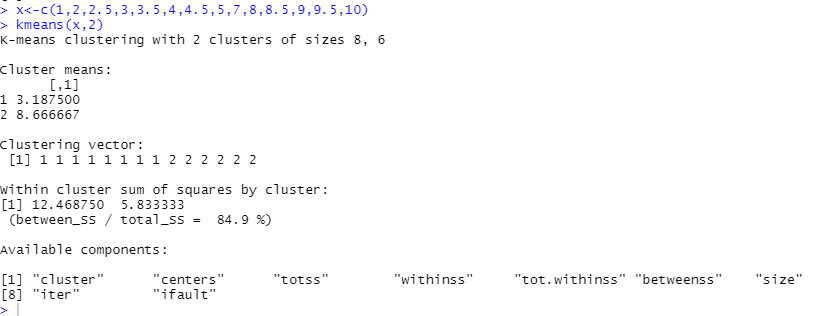 > x<-c(1,2,2.5,3,3.5,4,4.5,5,7,8,8.5,9,9.5,10)
> kmeans(x,2)
K-means clustering with 2 clusters of sizes 8, 6
Cluster means:
[,1]
1 3.187500
2 8.666667
Clustering vector:
[1] 1 1 1 1 1 1 1 1 2 2 2 2 2 2
Within cluster sum of squares by cluster:
[1] 12.468750 5.833333
(between_SS / total_SS = 84.9 %)
Available components:
[1] "cluster" "centers" "totss" "withinss" "tot.withinss" "betweenss" "size"
[8] "iter" "ifault"
>